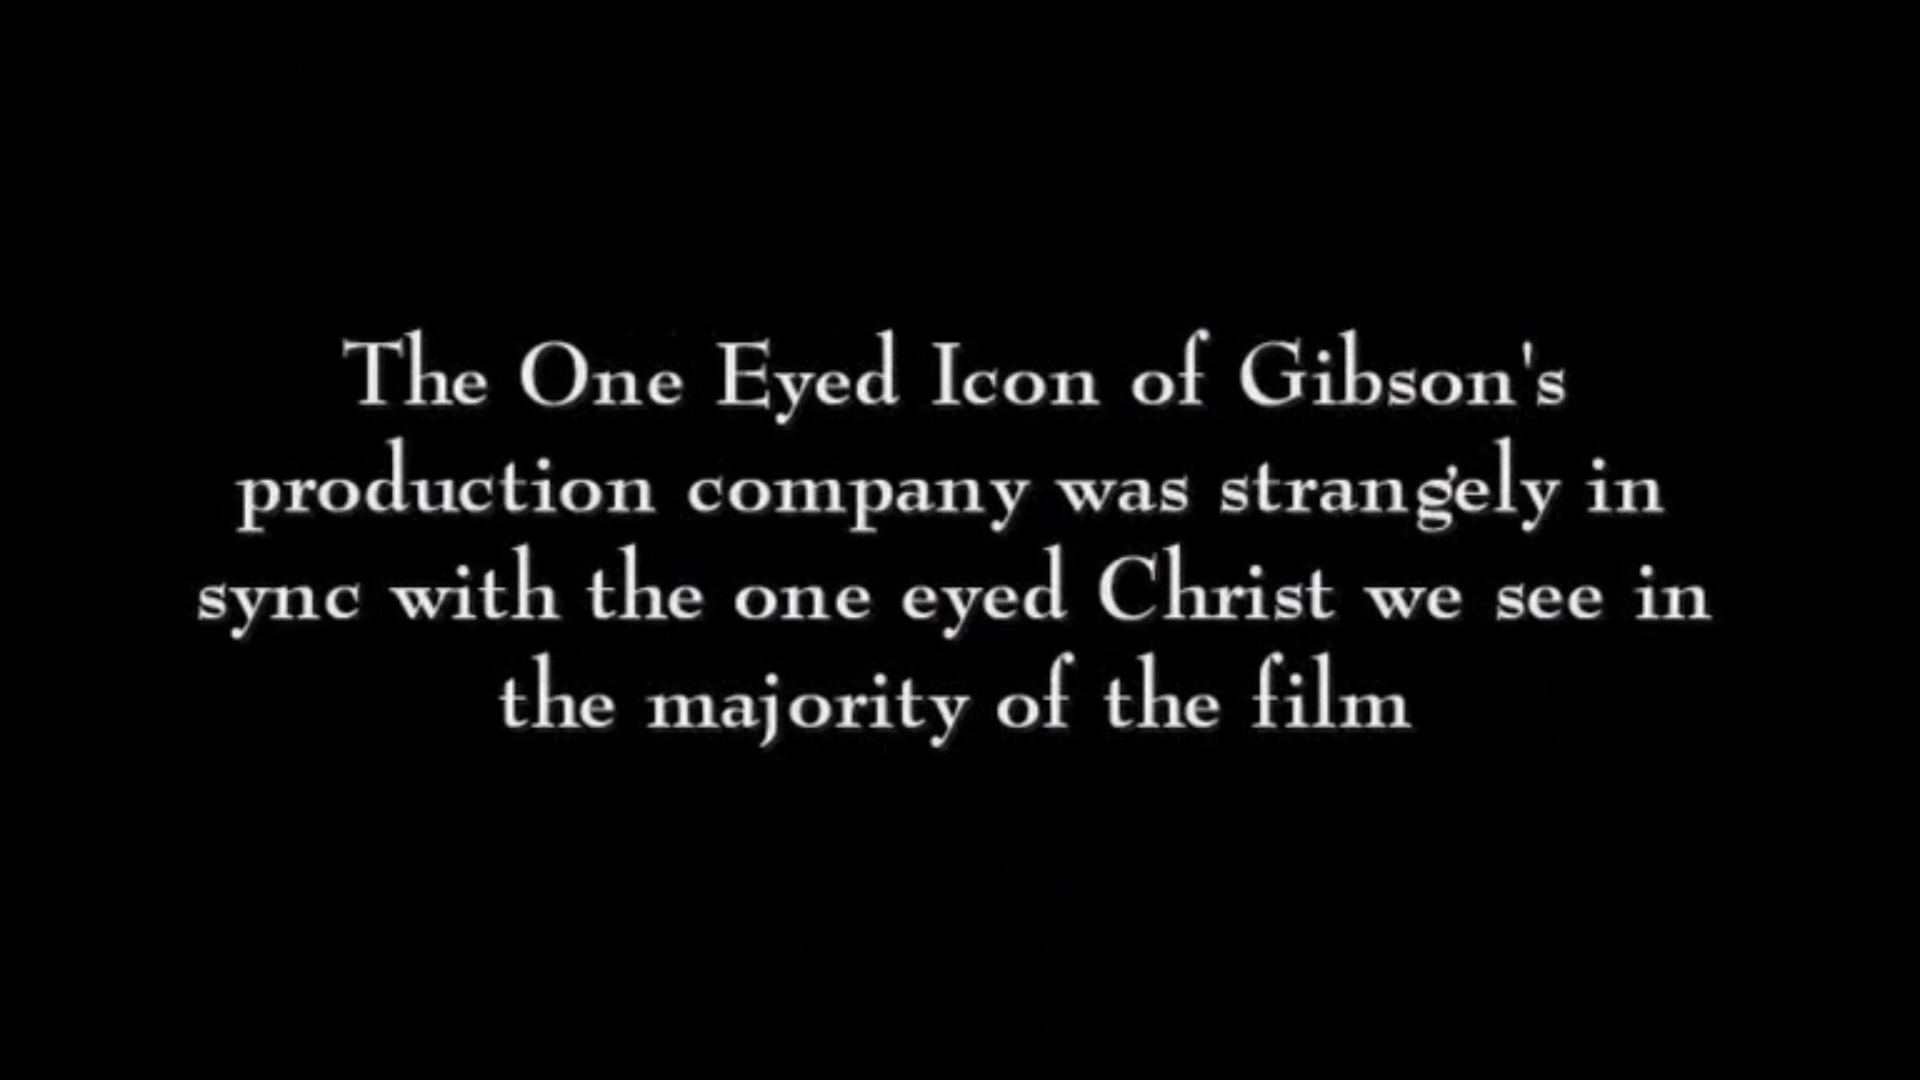 The One Eyed Icon of Gibson's
production company was strangely in
sync with the one eyed Christ we see in
the majority of the film